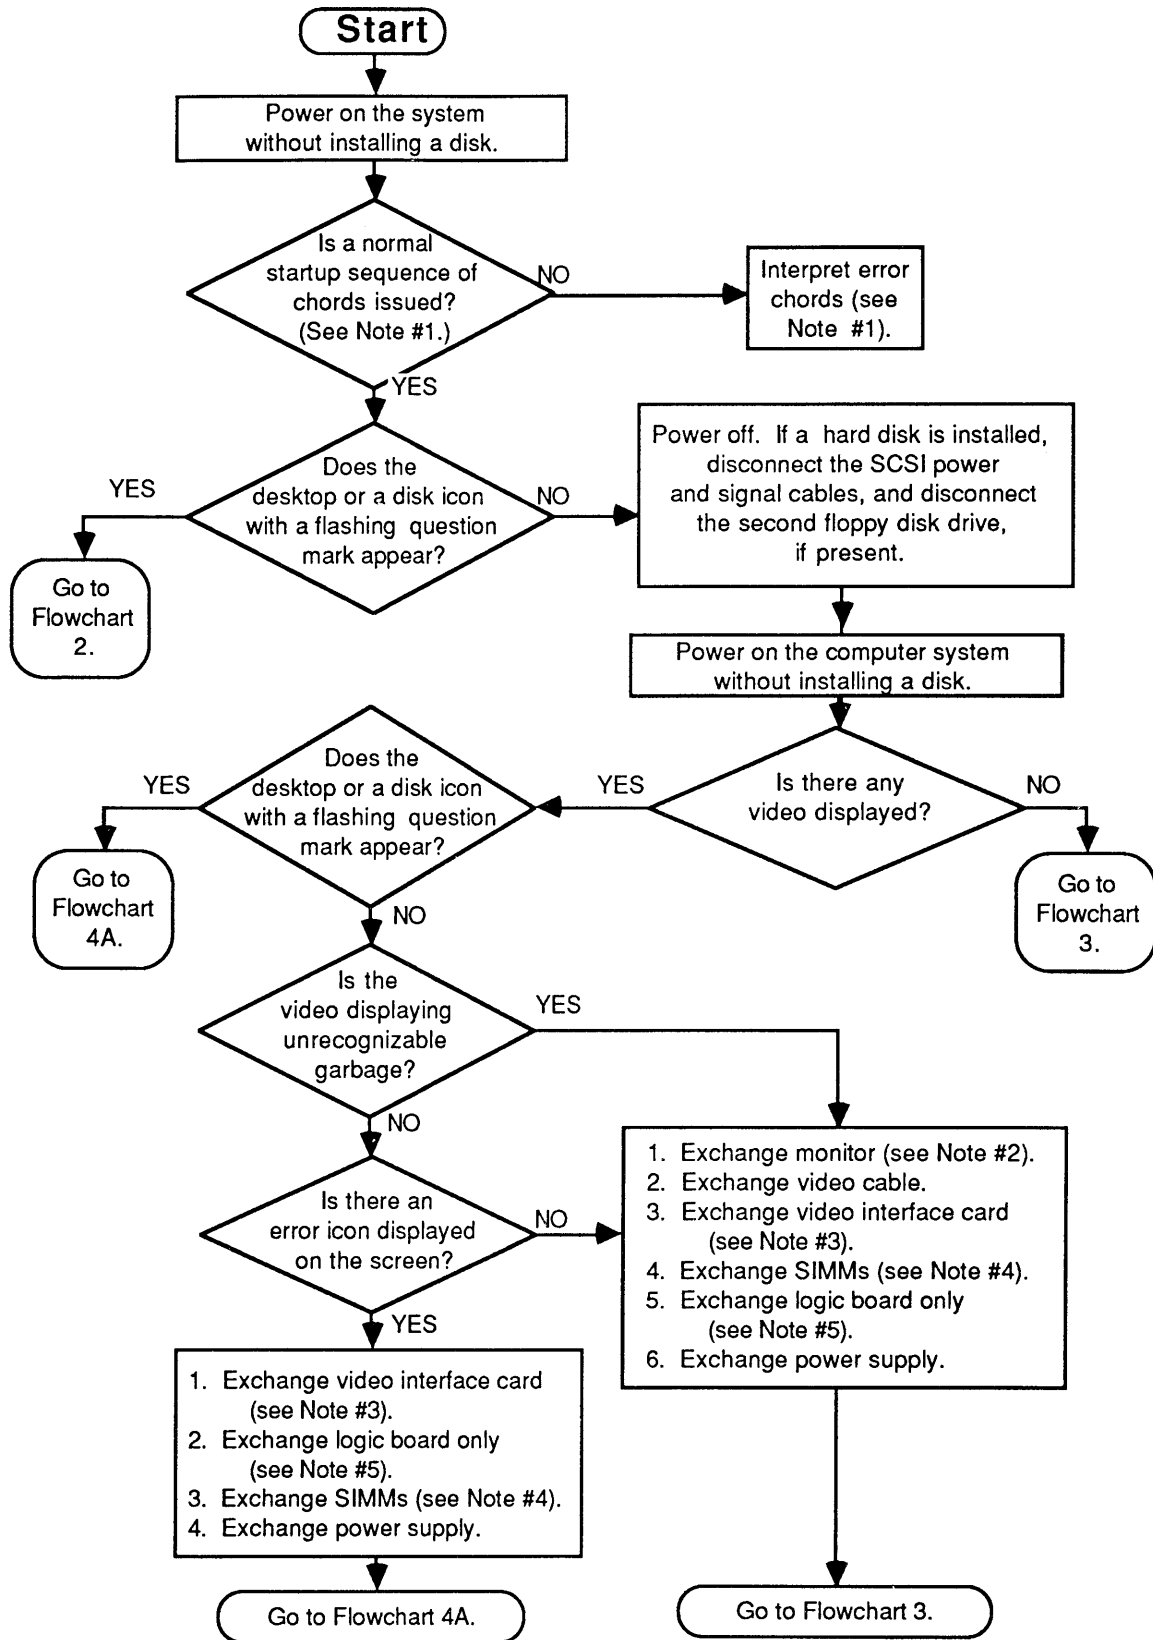 Start
Power on the system
without installing a disk.
Is a normal
startup sequence of
chords issued?
(See Note #1.)
NO
Interpret error
chords (see
Note #1).
YES
Does the
desktop or a disk icon
with a flashing question
mark appear?
YES
NO
Go to
Flowchart
2.
Power off. If a hard disk is installed,
disconnect the SCSI power
and signal cables, and disconnect
the second floppy disk drive,
if present.
Power on the computer system
without installing a disk.
Is there any
video displayed?
YES
NO
Go to
Flowchart
3.
Does the
desktop or a disk icon
with a flashing question
mark appear?
YES
Go to
Flowchart
4A.
NO
Is the
video displaying
unrecognizable
garbage?
YES
NO
Is there an
error icon displayed
on the screen?
NO
YES
1. Exchange monitor (see Note #2).
2. Exchange video cable.
3. Exchange video interface card
(see Note #3).
4. Exchange SIMMs (see Note #4).
5. Exchange logic board only
(see Note #5).
6. Exchange power supply.
1. Exchange video interface card
(see Note #3).
2. Exchange logic board only
(see Note #5).
3. Exchange SIMMs (see Note #4).
4. Exchange power supply.
Go to Flowchart 4A.
Go to Flowchart 3.